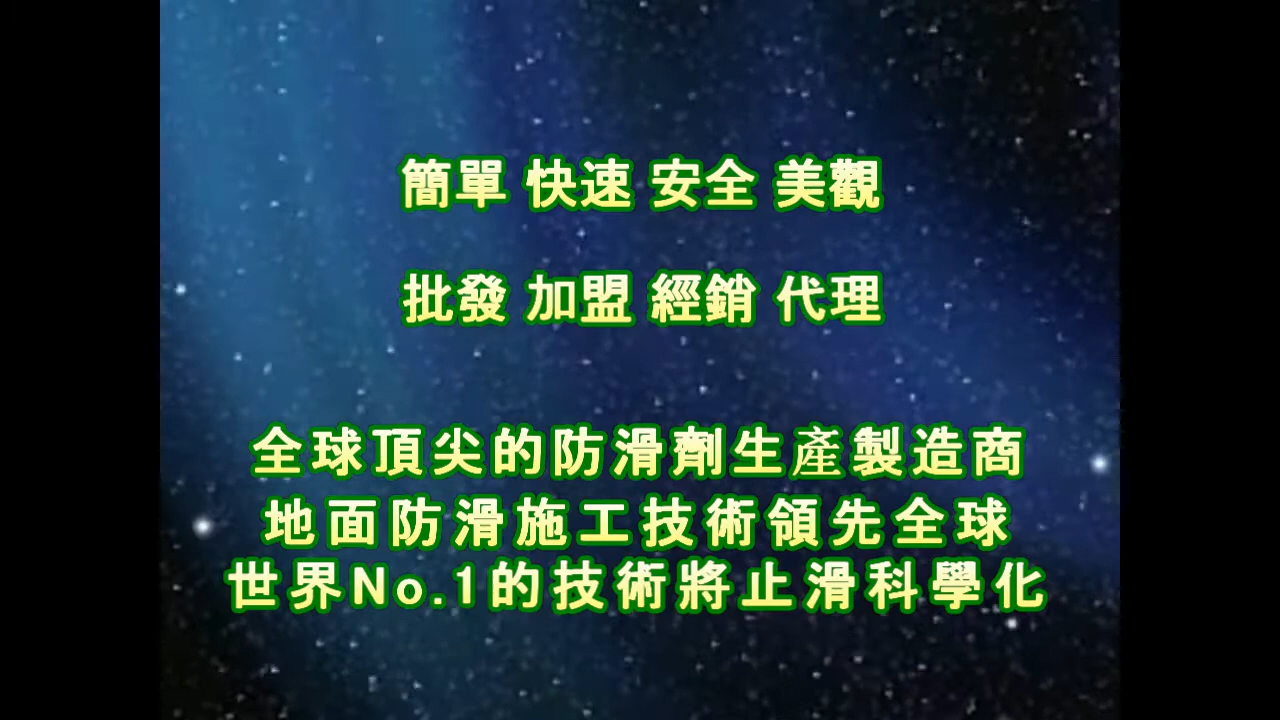 簡單 快速 安全 美觀
批發 加盟 經銷 代理
全球頂尖的防滑劑生產製造商
地面防滑施工技術領先全球
世界No.1的技術將止滑科學化